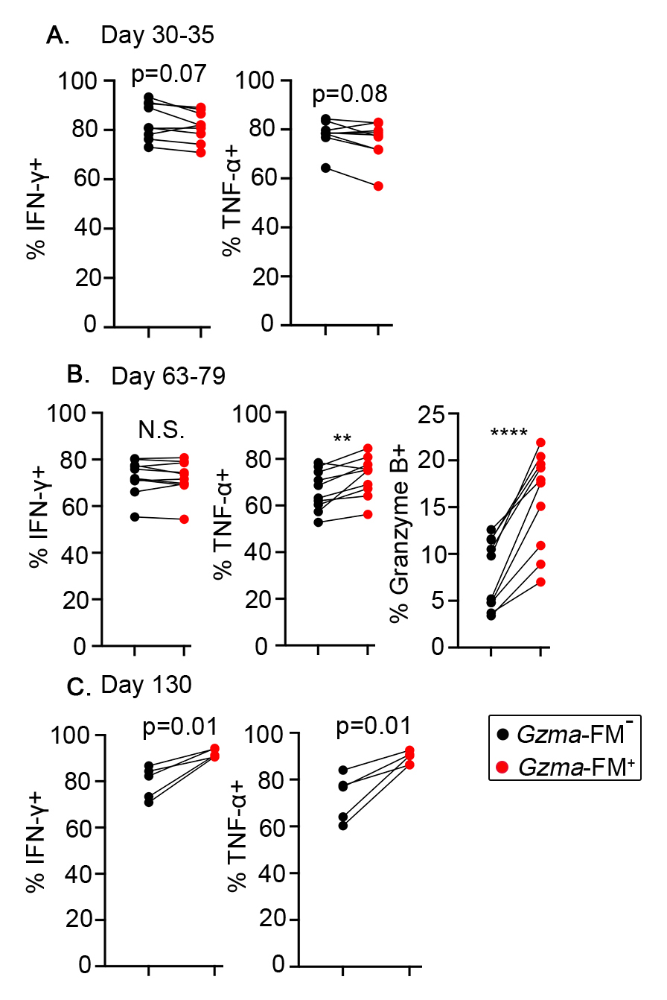 A. Day 30-35
p=0.07
100
80
60
40
20
0
% IFN-γ+
p=0.08
100
80
60
40
20
0
% TNF-α+
B. Day 63-79
N.S.
100
80
60
40
20
0
% IFN-γ+
**
100
80
60
40
20
0
% TNF-α+
****
25
20
15
10
5
0
% Granzyme B+
C. Day 130
p=0.01
100
80
60
40
20
0
% IFN-γ+
p=0.01
100
80
60
40
20
0
% TNF-α+
Gzma-FM⁻
Gzma-FM⁺